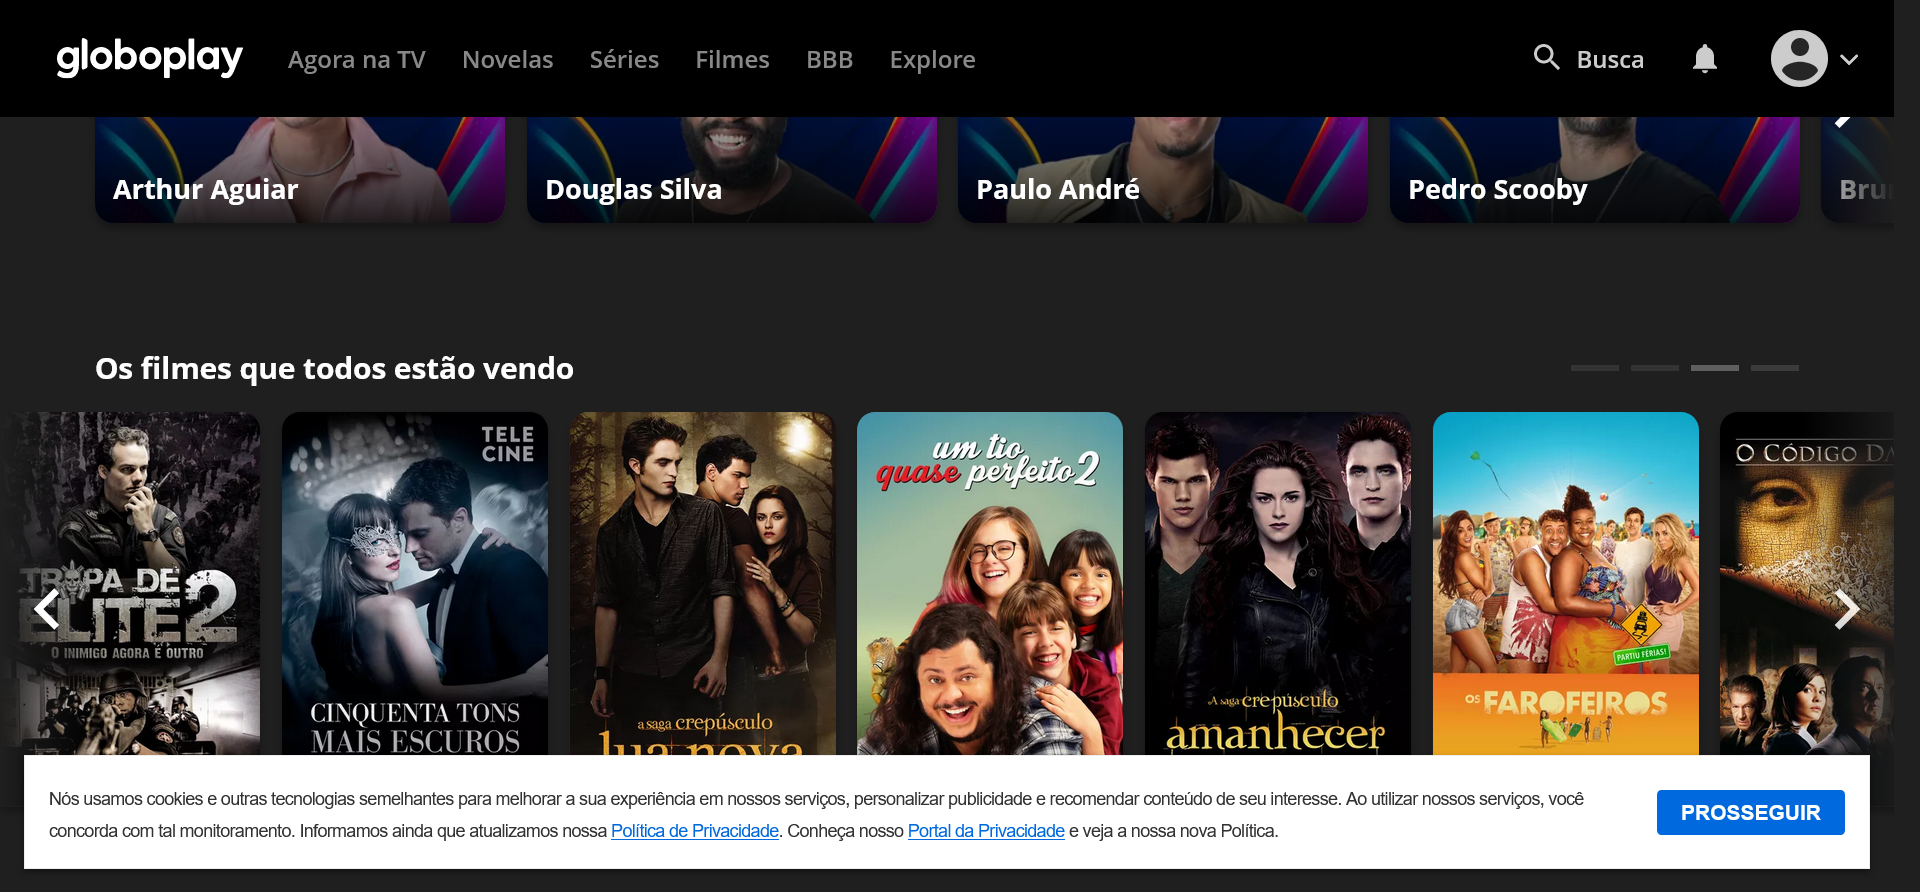 globoplay
Agora na TV
Novelas
Séries
Filmes
BBB
Explore
Busca
Arthur Aguiar
Douglas Silva
Paulo André
Pedro Scooby
Os filmes que todos estão vendo
TROPA DE
ELITE 2
O INIMIGO AGORA É OUTRO
TELE
CINE
CINQUENTA TONS
MAIS ESCUROS
a saga crepúsculo
lua nova
um tio
quase perfeito 2
A saga crepúsculo
amanhecer
PARTIU FÉRIAS!
OS FAROFEIROS
O CÓDIGO
Nós usamos cookies e outras tecnologias semelhantes para melhorar a sua experiência em nossos serviços, personalizar publicidade e recomendar conteúdo de seu interesse. Ao utilizar nossos serviços, você
concorda com tal monitoramento. Informamos ainda que atualizamos nossa Política de Privacidade. Conheça nosso Portal da Privacidade e veja a nossa nova Política.
PROSSEGUIR